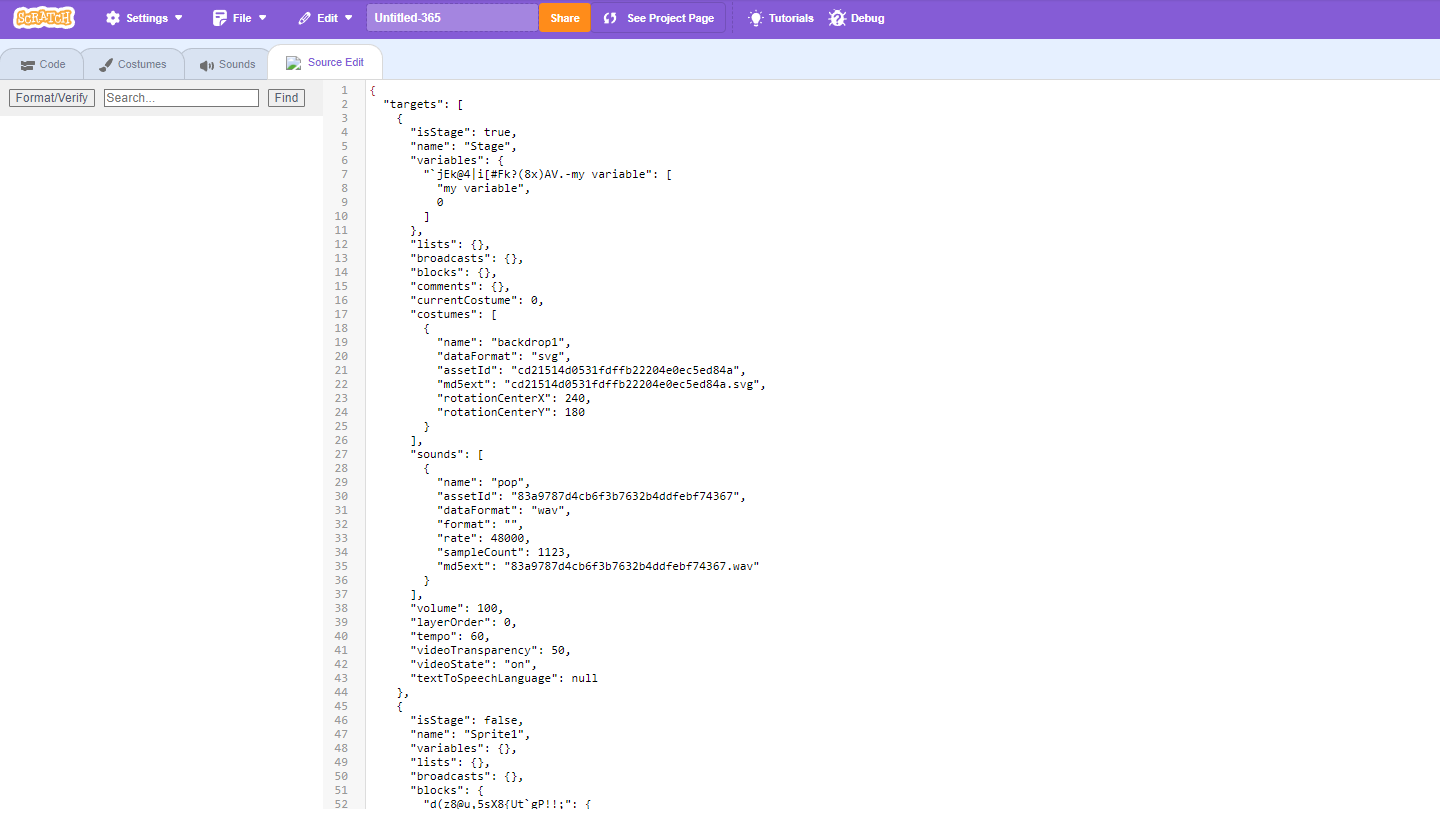 SCRATCH Settings File Edit Untitled-365 Share See Project Page Tutorials Debug
Code Costumes Sounds Source Edit
Format/Verify Search... Find
1 {
2 "targets": [
3 {
4 "isStage": true,
5 "name": "Stage",
6 "variables": {
7 "`jEk@4|i[#Fk?(8x)AV.-my variable": [
8 "my variable",
9 0
10 ]
11 },
12 "lists": {},
13 "broadcasts": {},
14 "blocks": {},
15 "comments": {},
16 "currentCostume": 0,
17 "costumes": [
18 {
19 "name": "backdrop1",
20 "dataFormat": "svg",
21 "assetId": "cd21514d0531fdffb22204e0ec5ed84a",
22 "md5ext": "cd21514d0531fdffb22204e0ec5ed84a.svg",
23 "rotationCenterX": 240,
24 "rotationCenterY": 180
25 }
26 ],
27 "sounds": [
28 {
29 "name": "pop",
30 "assetId": "83a9787d4cb6f3b7632b4ddfebf74367",
31 "dataFormat": "wav",
32 "format": "",
33 "rate": 48000,
34 "sampleCount": 1123,
35 "md5ext": "83a9787d4cb6f3b7632b4ddfebf74367.wav"
36 }
37 ],
38 "volume": 100,
39 "layerOrder": 0,
40 "tempo": 60,
41 "videoTransparency": 50,
42 "videoState": "on",
43 "textToSpeechLanguage": null
44 },
45 {
46 "isStage": false,
47 "name": "Sprite1",
48 "variables": {},
49 "lists": {},
50 "broadcasts": {},
51 "blocks": {
52 "d(z8@u,5sX8{Ut`gP!!;": {